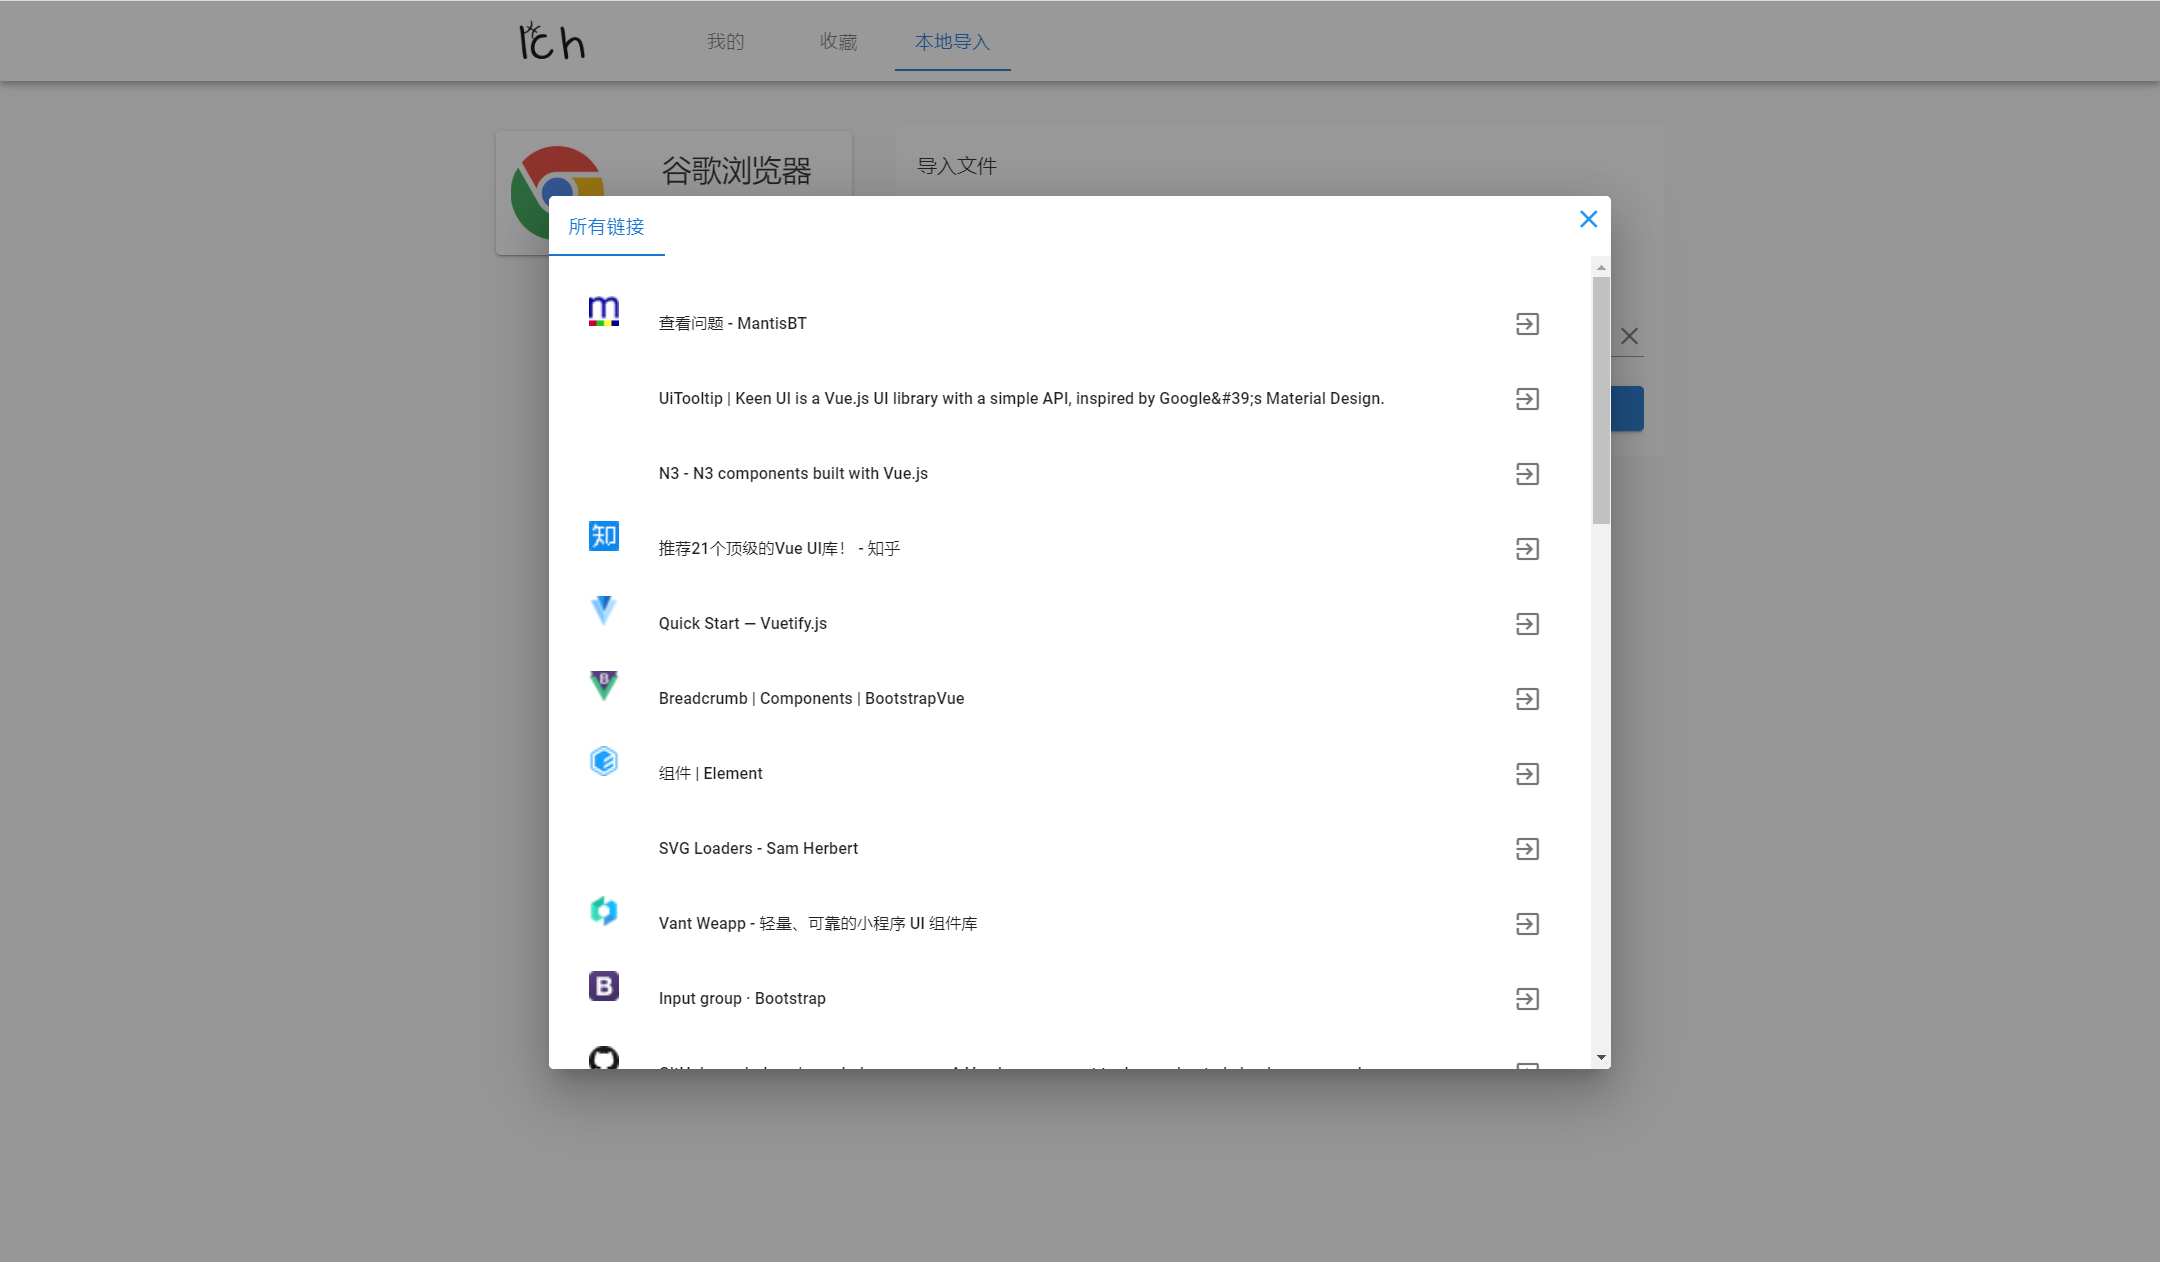 lch
我的
收藏
本地导入
谷歌浏览器
导入文件
所有链接
查看问题 - MantisBT
UiTooltip | Keen UI is a Vue.js UI library with a simple API, inspired by Google&#39;s Material Design.
N3 - N3 components built with Vue.js
知
推荐21个顶级的Vue UI库！ - 知乎
Quick Start — Vuetify.js
Breadcrumb | Components | BootstrapVue
组件 | Element
SVG Loaders - Sam Herbert
Vant Weapp - 轻量、可靠的小程序 UI 组件库
B
Input group · Bootstrap